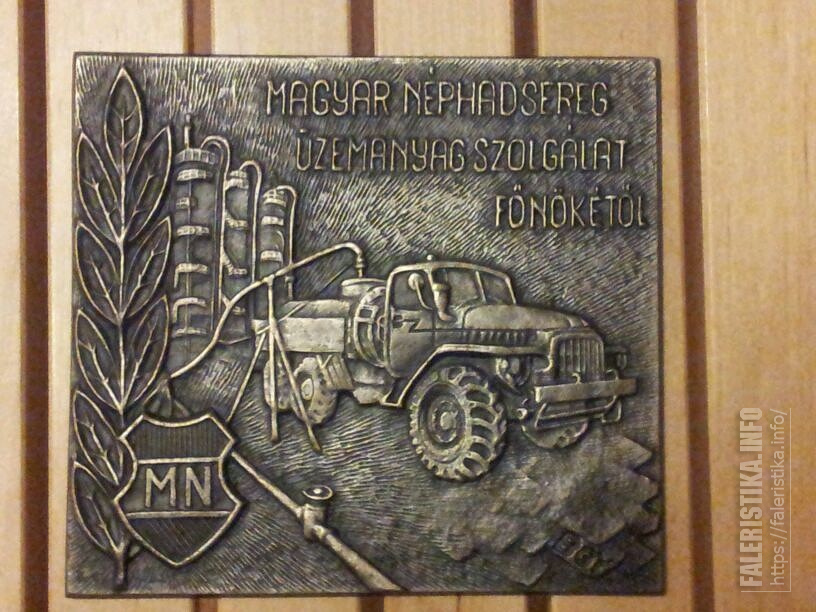 MAGYAR NÉPHADSEREG
ÜZEMANYAG SZOLGÁLAT
FŐNÖKÉTŐL
MN
FALERISTIKA.INFO
https://faleristika.info/